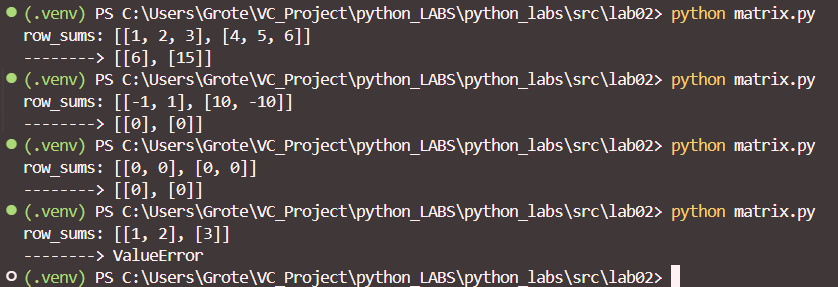 (.venv) PS C:\Users\Grote\VC_Project\python_LABS\python_labs\src\lab02> python matrix.py
row_sums: [[1, 2, 3], [4, 5, 6]]
--------> [[6], [15]]
(.venv) PS C:\Users\Grote\VC_Project\python_LABS\python_labs\src\lab02> python matrix.py
row_sums: [[-1, 1], [10, -10]]
--------> [[0], [0]]
(.venv) PS C:\Users\Grote\VC_Project\python_LABS\python_labs\src\lab02> python matrix.py
row_sums: [[0, 0], [0, 0]]
--------> [[0], [0]]
(.venv) PS C:\Users\Grote\VC_Project\python_LABS\python_labs\src\lab02> python matrix.py
row_sums: [[1, 2], [3]]
--------> ValueError
(.venv) PS C:\Users\Grote\VC_Project\python_LABS\python_labs\src\lab02>